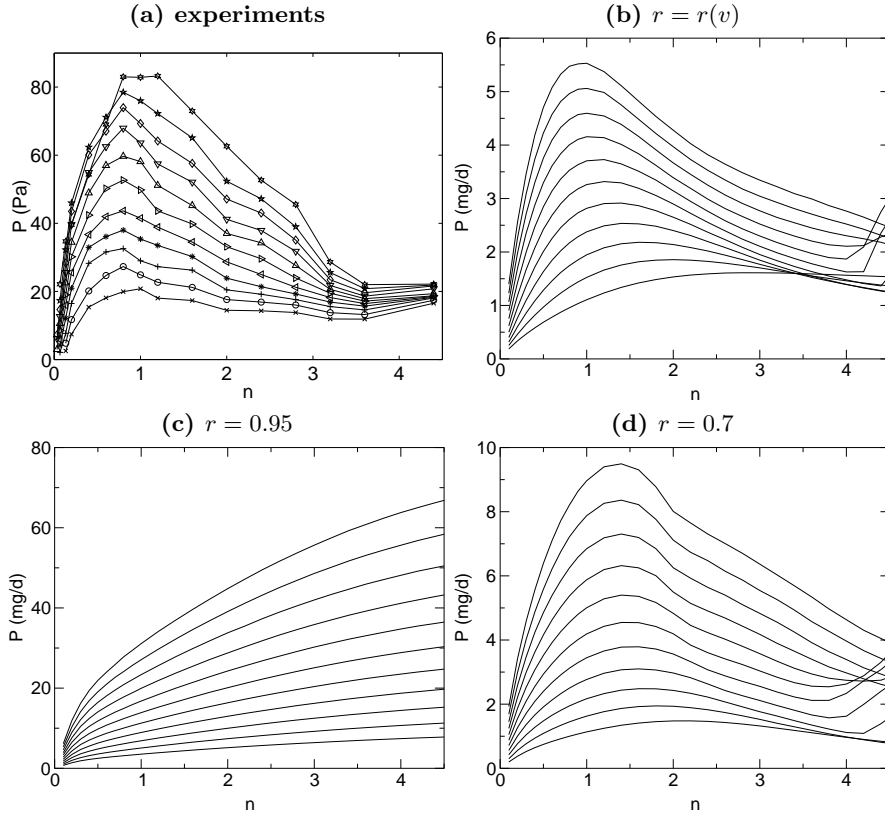 (a) experiments
80
60
40
20
0
P (Pa)
0 1 2 3 4
n
(b) r = r(v)
6
5
4
3
2
1
0
P (mg/d)
0 1 2 3 4
n
(c) r = 0.95
80
60
40
20
0
P (mg/d)
0 1 2 3 4
n
(d) r = 0.7
10
8
6
4
2
0
P (mg/d)
0 1 2 3 4
n